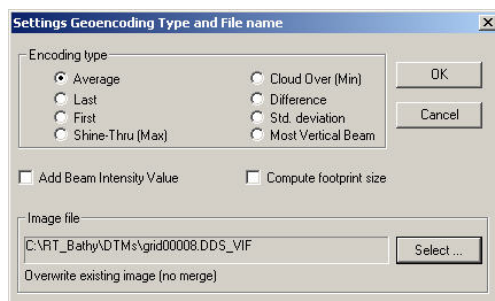 Settings Geoencoding Type and File name
Encoding type
Average
Cloud Over (Min)
OK
Last
Difference
First
Std. deviation
Cancel
Shine-Thru (Max)
Most Vertical Beam
Add Beam Intensity Value
Compute footprint size
Image file
C:\RT_Bathy\DTMs\grid00008.DDS_VIF
Select ...
Overwrite existing image (no merge)